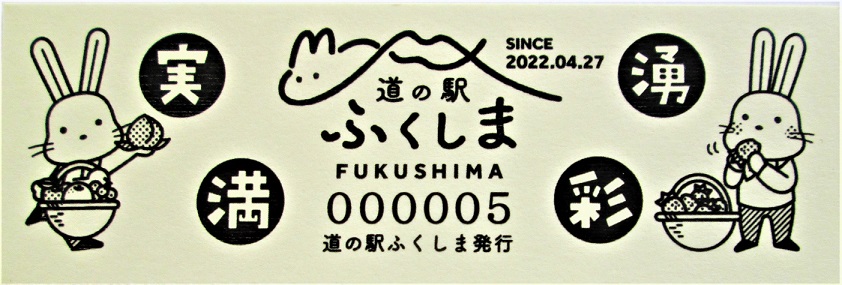 実
満
SINCE
2022.04.27
道の駅
ふくしま
FUKUSHIMA
000005
道の駅ふくしま発行
湧
彩